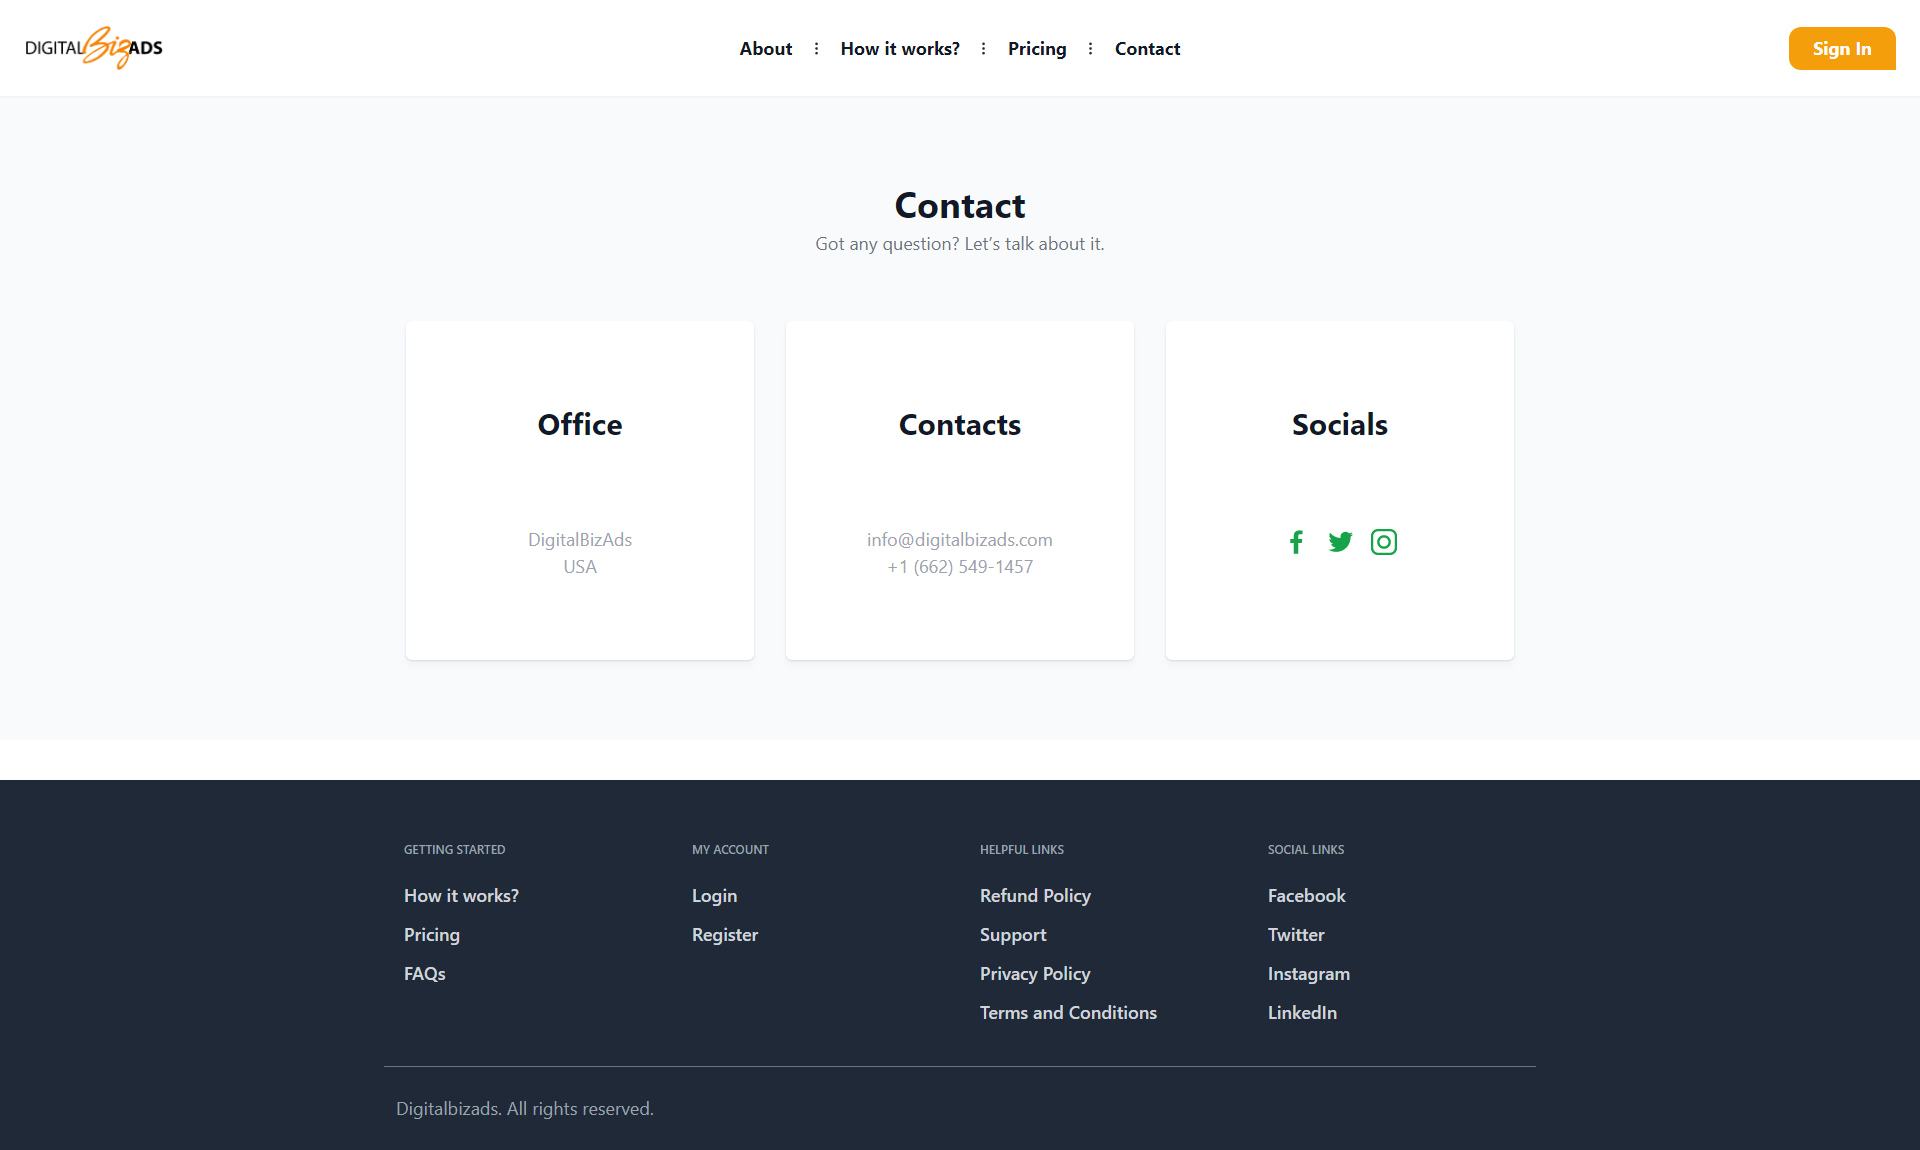 DIGITALBizADS
About
How it works?
Pricing
Contact
Sign In
Contact
Got any question? Let's talk about it.
Office
DigitalBizAds
USA
Contacts
info@digitalbizads.com
+1 (662) 549-1457
Socials
GETTING STARTED
How it works?
Pricing
FAQs
MY ACCOUNT
Login
Register
HELPFUL LINKS
Refund Policy
Support
Privacy Policy
Terms and Conditions
SOCIAL LINKS
Facebook
Twitter
Instagram
LinkedIn
Digitalbizads. All rights reserved.